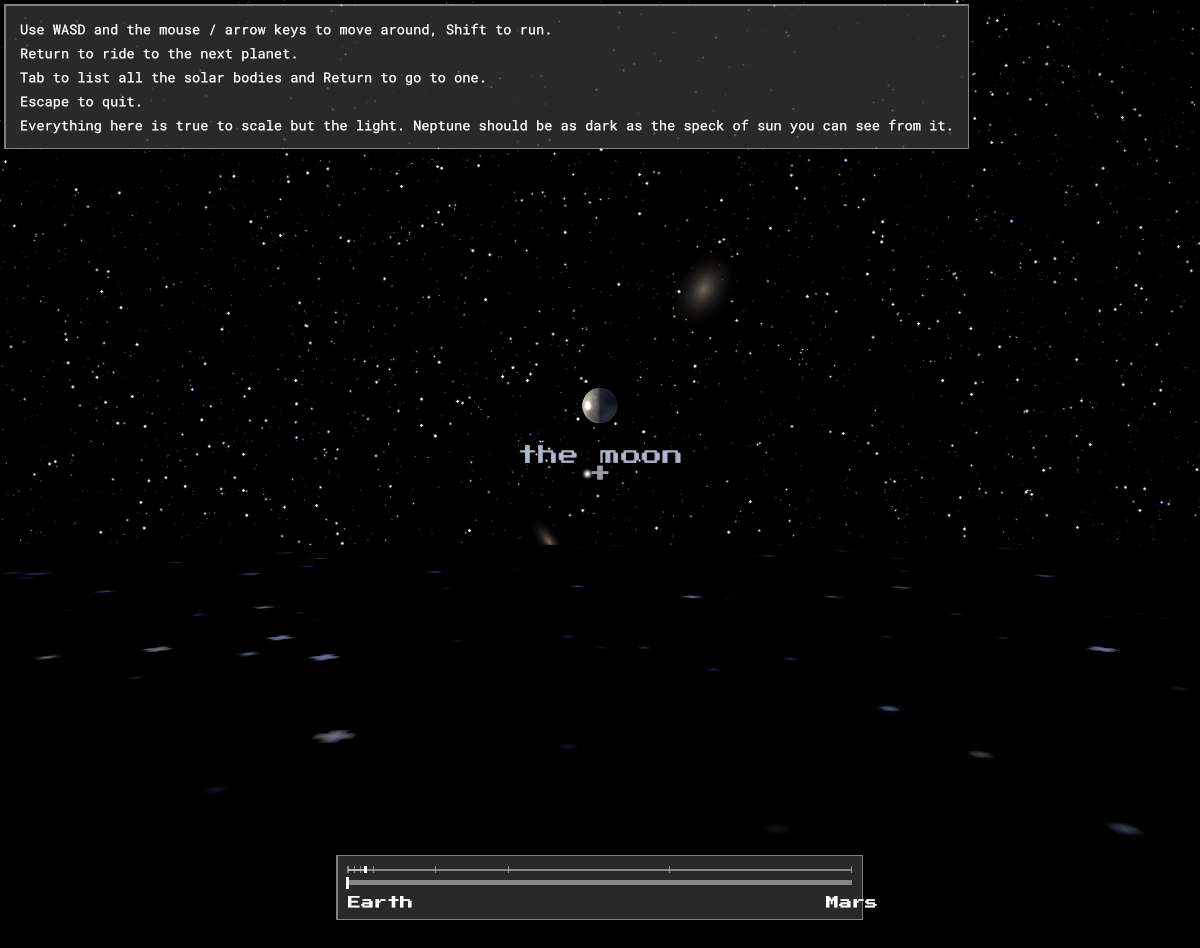 Use WASD and the mouse / arrow keys to move around, Shift to run.
Return to ride to the next planet.
Tab to list all the solar bodies and Return to go to one.
Escape to quit.
Everything here is true to scale but the light. Neptune should be as dark as the speck of sun you can see from it.
the moon
Earth Mars